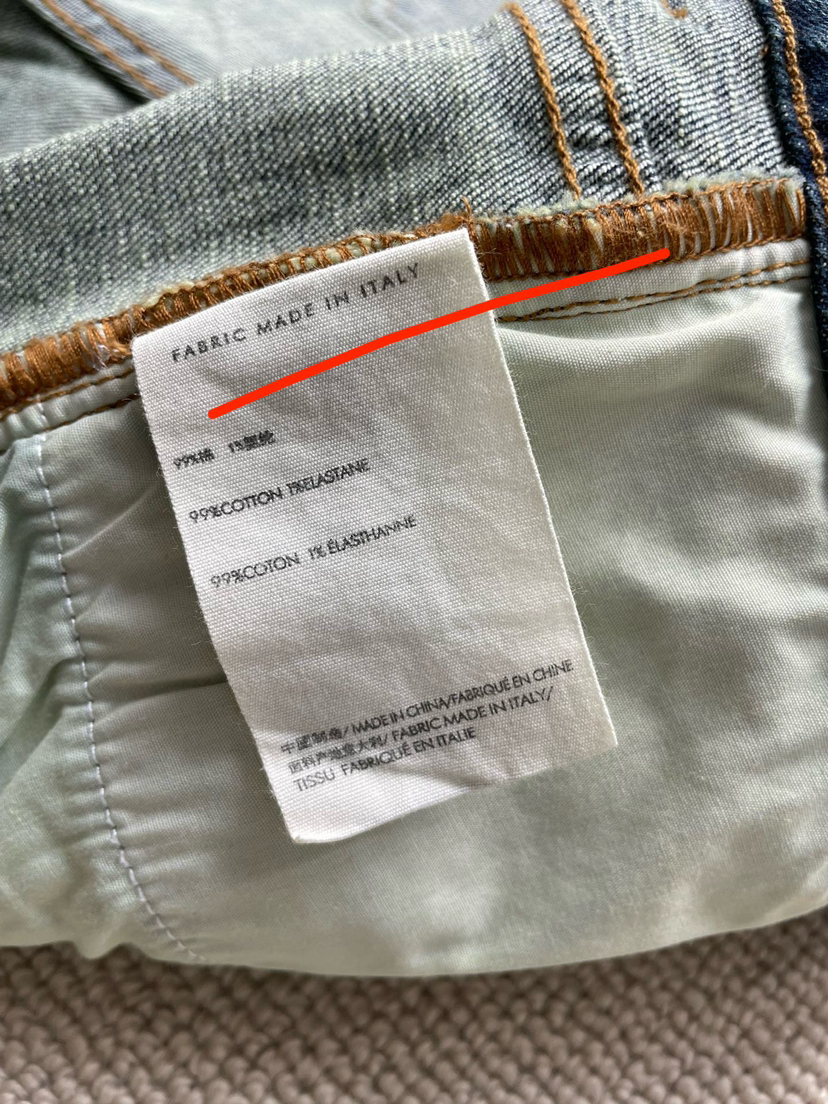 FABRIC MADE IN ITALY
99%棉 1%氨纶
99%COTTON 1%ELASTANE
99%COTON 1% ÉLASTHANNE
中國制造/ MADE IN CHINA/FABRIQUÉ EN CHINE
面料产地意大利/ FABRIC MADE IN ITALY/
TISSU FABRIQUÉ EN ITALIE